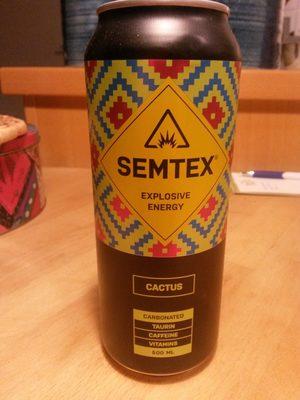 SEMTEX®
EXPLOSIVE
ENERGY
CACTUS
CARBONATED
TAURIN
CAFFEINE
VITAMINS
500 ML